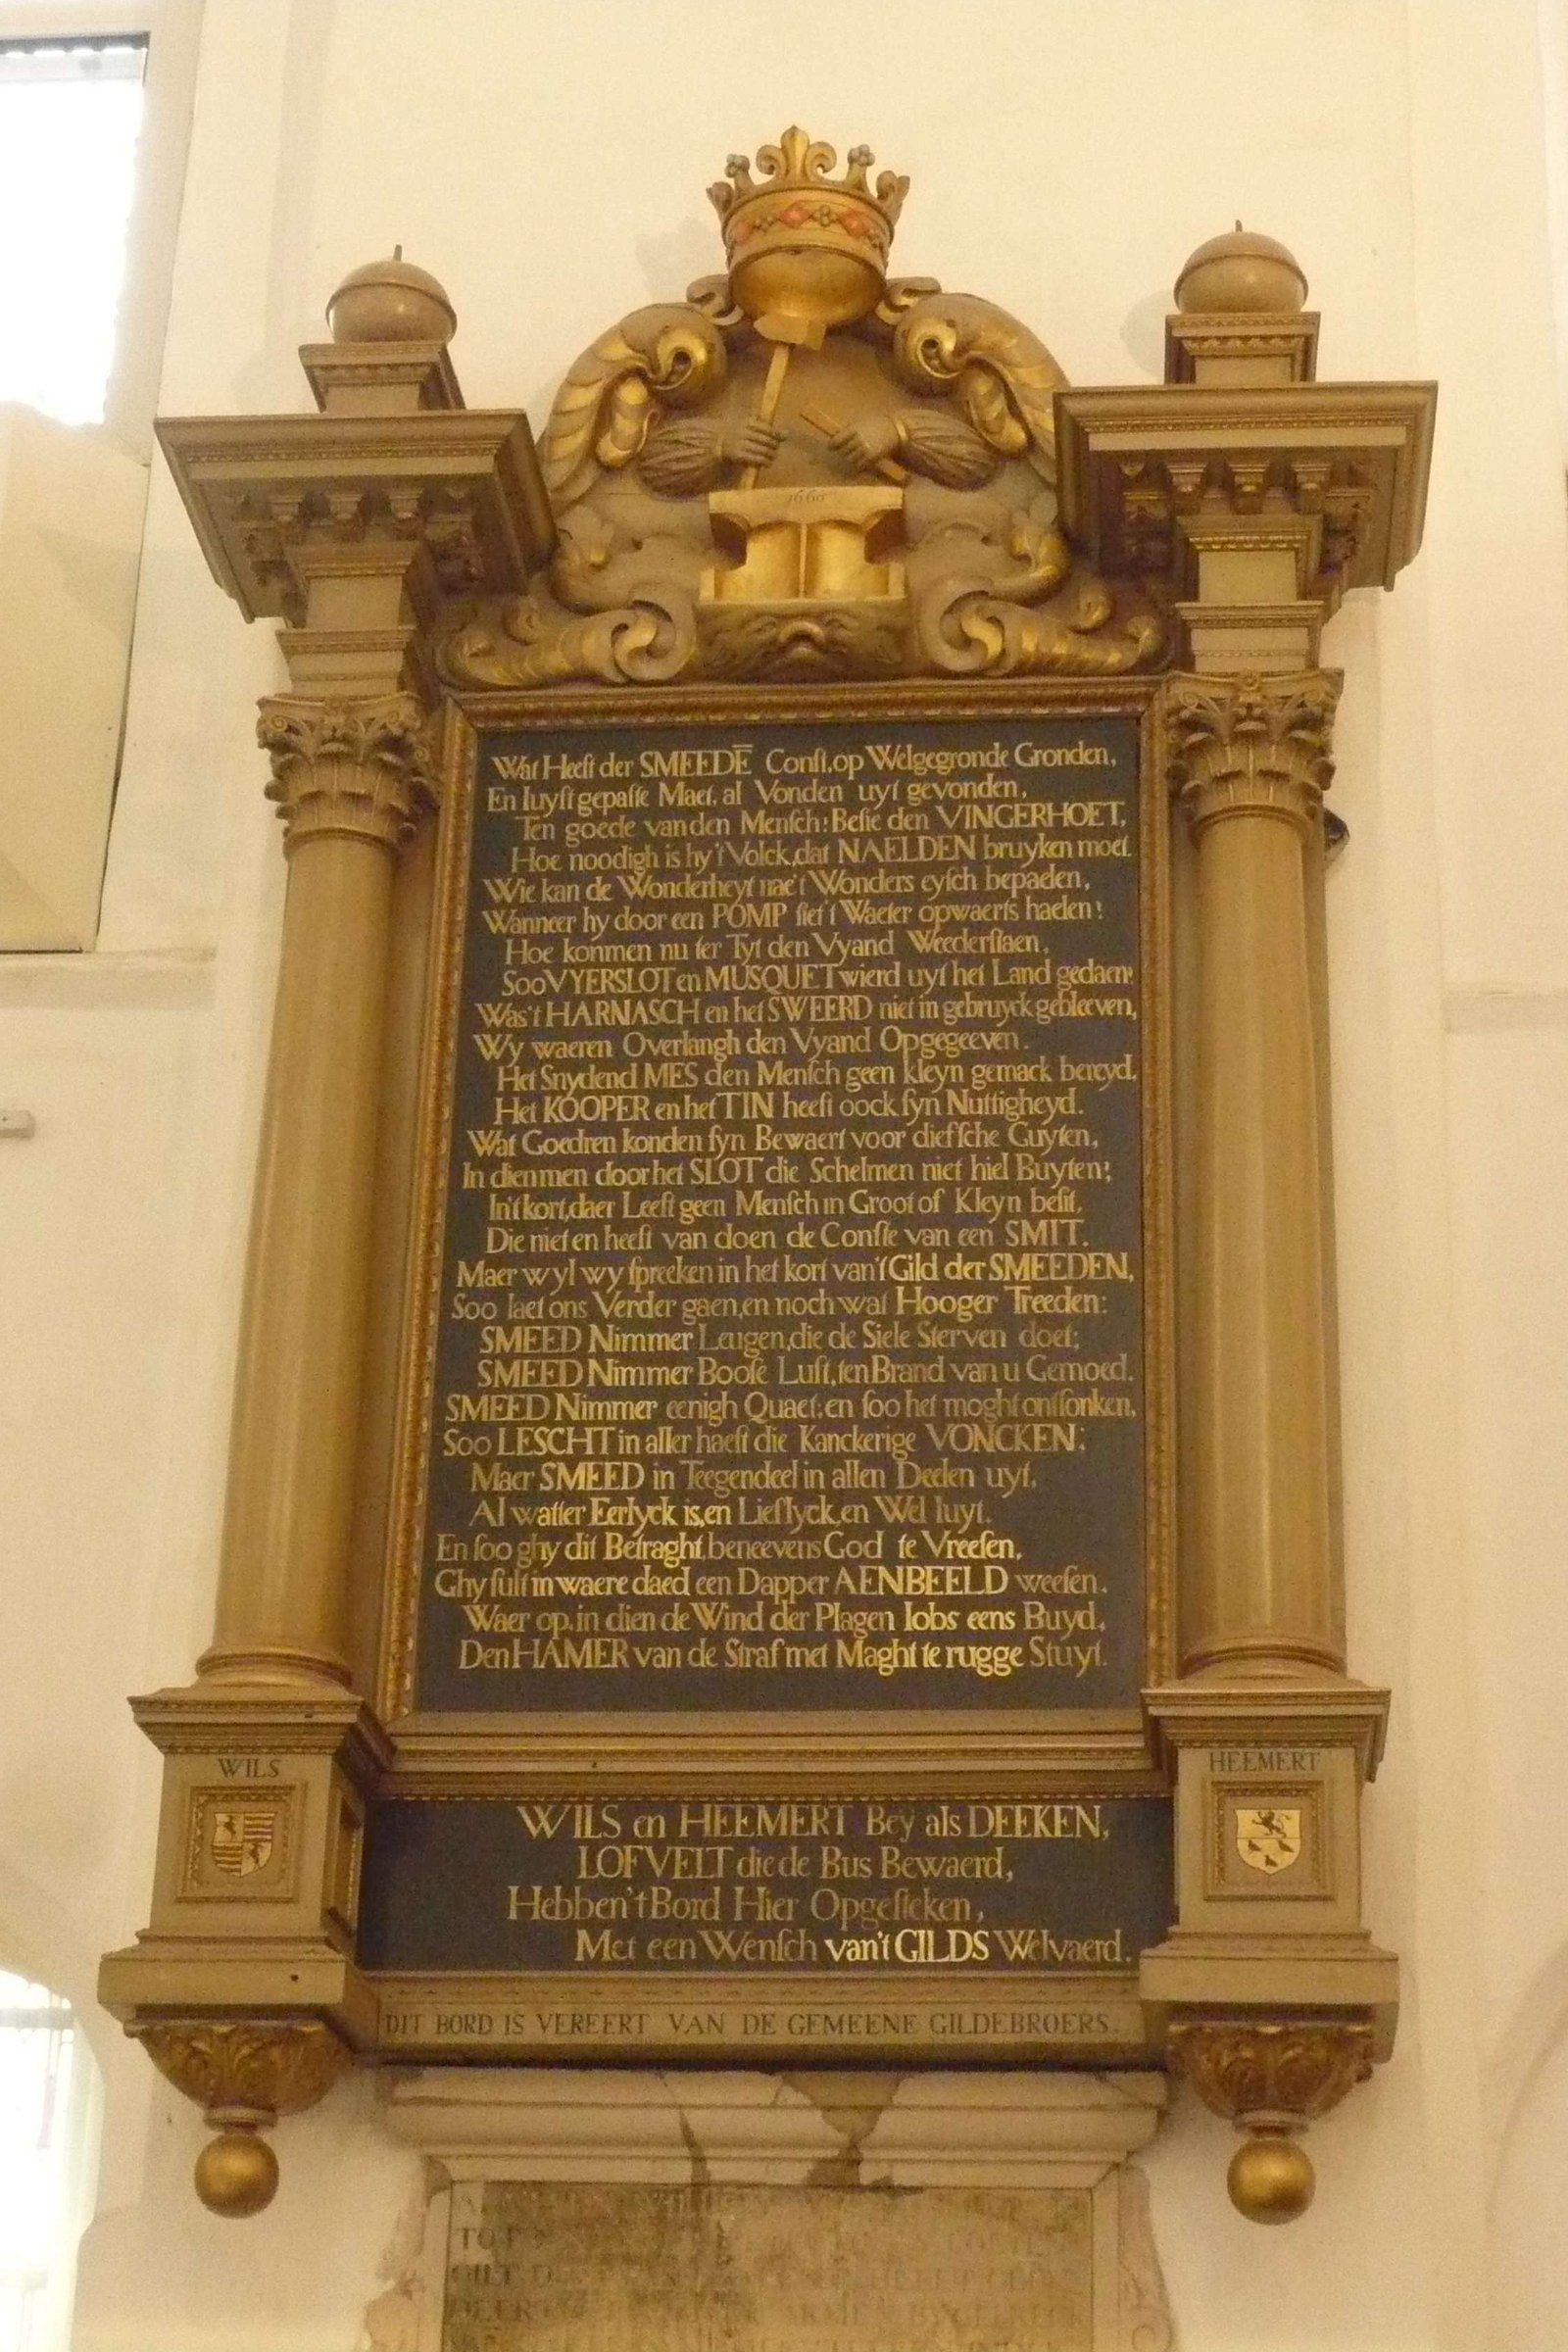 1660
Wat Heeft der SMEEDĒ Conſt, op Welgegronde Gronden,
En Iuyſt gepaſſe Maet, al Vonden uyt gevonden,
Ten goede van den Menſch: Beſie den VINGERHOET,
Hoe noodigh is hy 't Volck, dat NAELDEN bruyken moet.
Wie kan de Wonderheyt nae't Wonders eyſch bepaelen,
Wanneer hy door een POMP ſiet 't Waeter opwaerts haelen!
Hoe konmen nu ter Tyt den Vyand Weederſtaen,
Soo VYERSLOT en MUSQUET wierd uyt het Land gedaen?
Was't HARNASCH en het SWEERD niet in gebruyck gebleeven,
Wy waeren Overlangh den Vyand Opgegeeven.
Het Snydend MES den Menſch geen kleyn gemack bereyd,
Het KOOPER en het TIN heeft oock ſyn Nuttigheyd.
Wat Goedren konden ſyn Bewaert voor dieſſche Guyten,
In dien men door het SLOT die Schelmen niet hiel Buyten?
In't kort, daer Leeft geen Menſch in Groot of Kleyn beſit,
Die niet en heeft van doen de Conſte van een SMIT.
Maer wyl wy ſpreeken in het kort van't Gild der SMEEDEN,
Soo laet ons Verder gaen, en noch wat Hooger Treeden:
SMEED Nimmer Leugen, die de Siele Sterven doet;
SMEED Nimmer Booſe Luſt, ten Brand van u Gemoed.
SMEED Nimmer eenigh Quaet; en ſoo het moght ontſonken,
Soo LESCHT in aller haeſt die Kanckerige VONCKEN;
Maer SMEED in Teegendeel in allen Deelen uyt,
Al watter Eerlyck is, en Lieflyck, en Wel luyt.
En ſoo ghy dit Betraght, beneevens God te Vreeſen,
Ghy ſult in waere daed een Dapper AENBEELD weeſen.
Waer op, in dien de Wind der Plagen Iobs eens Buyd,
Den HAMER van de Straf met Maght te rugge Stuyt.
WILS
HEEMERT
WILS en HEEMERT Bey als DEEKEN,
LOFVELT die de Bus Bewaerd,
Hebben 't Bord Hier Opgeſteken,
Met een Wenſch van't GILDS Welvaerd.
DIT BORD IS VEREERT VAN DE GEMEENE GILDEBROERS.